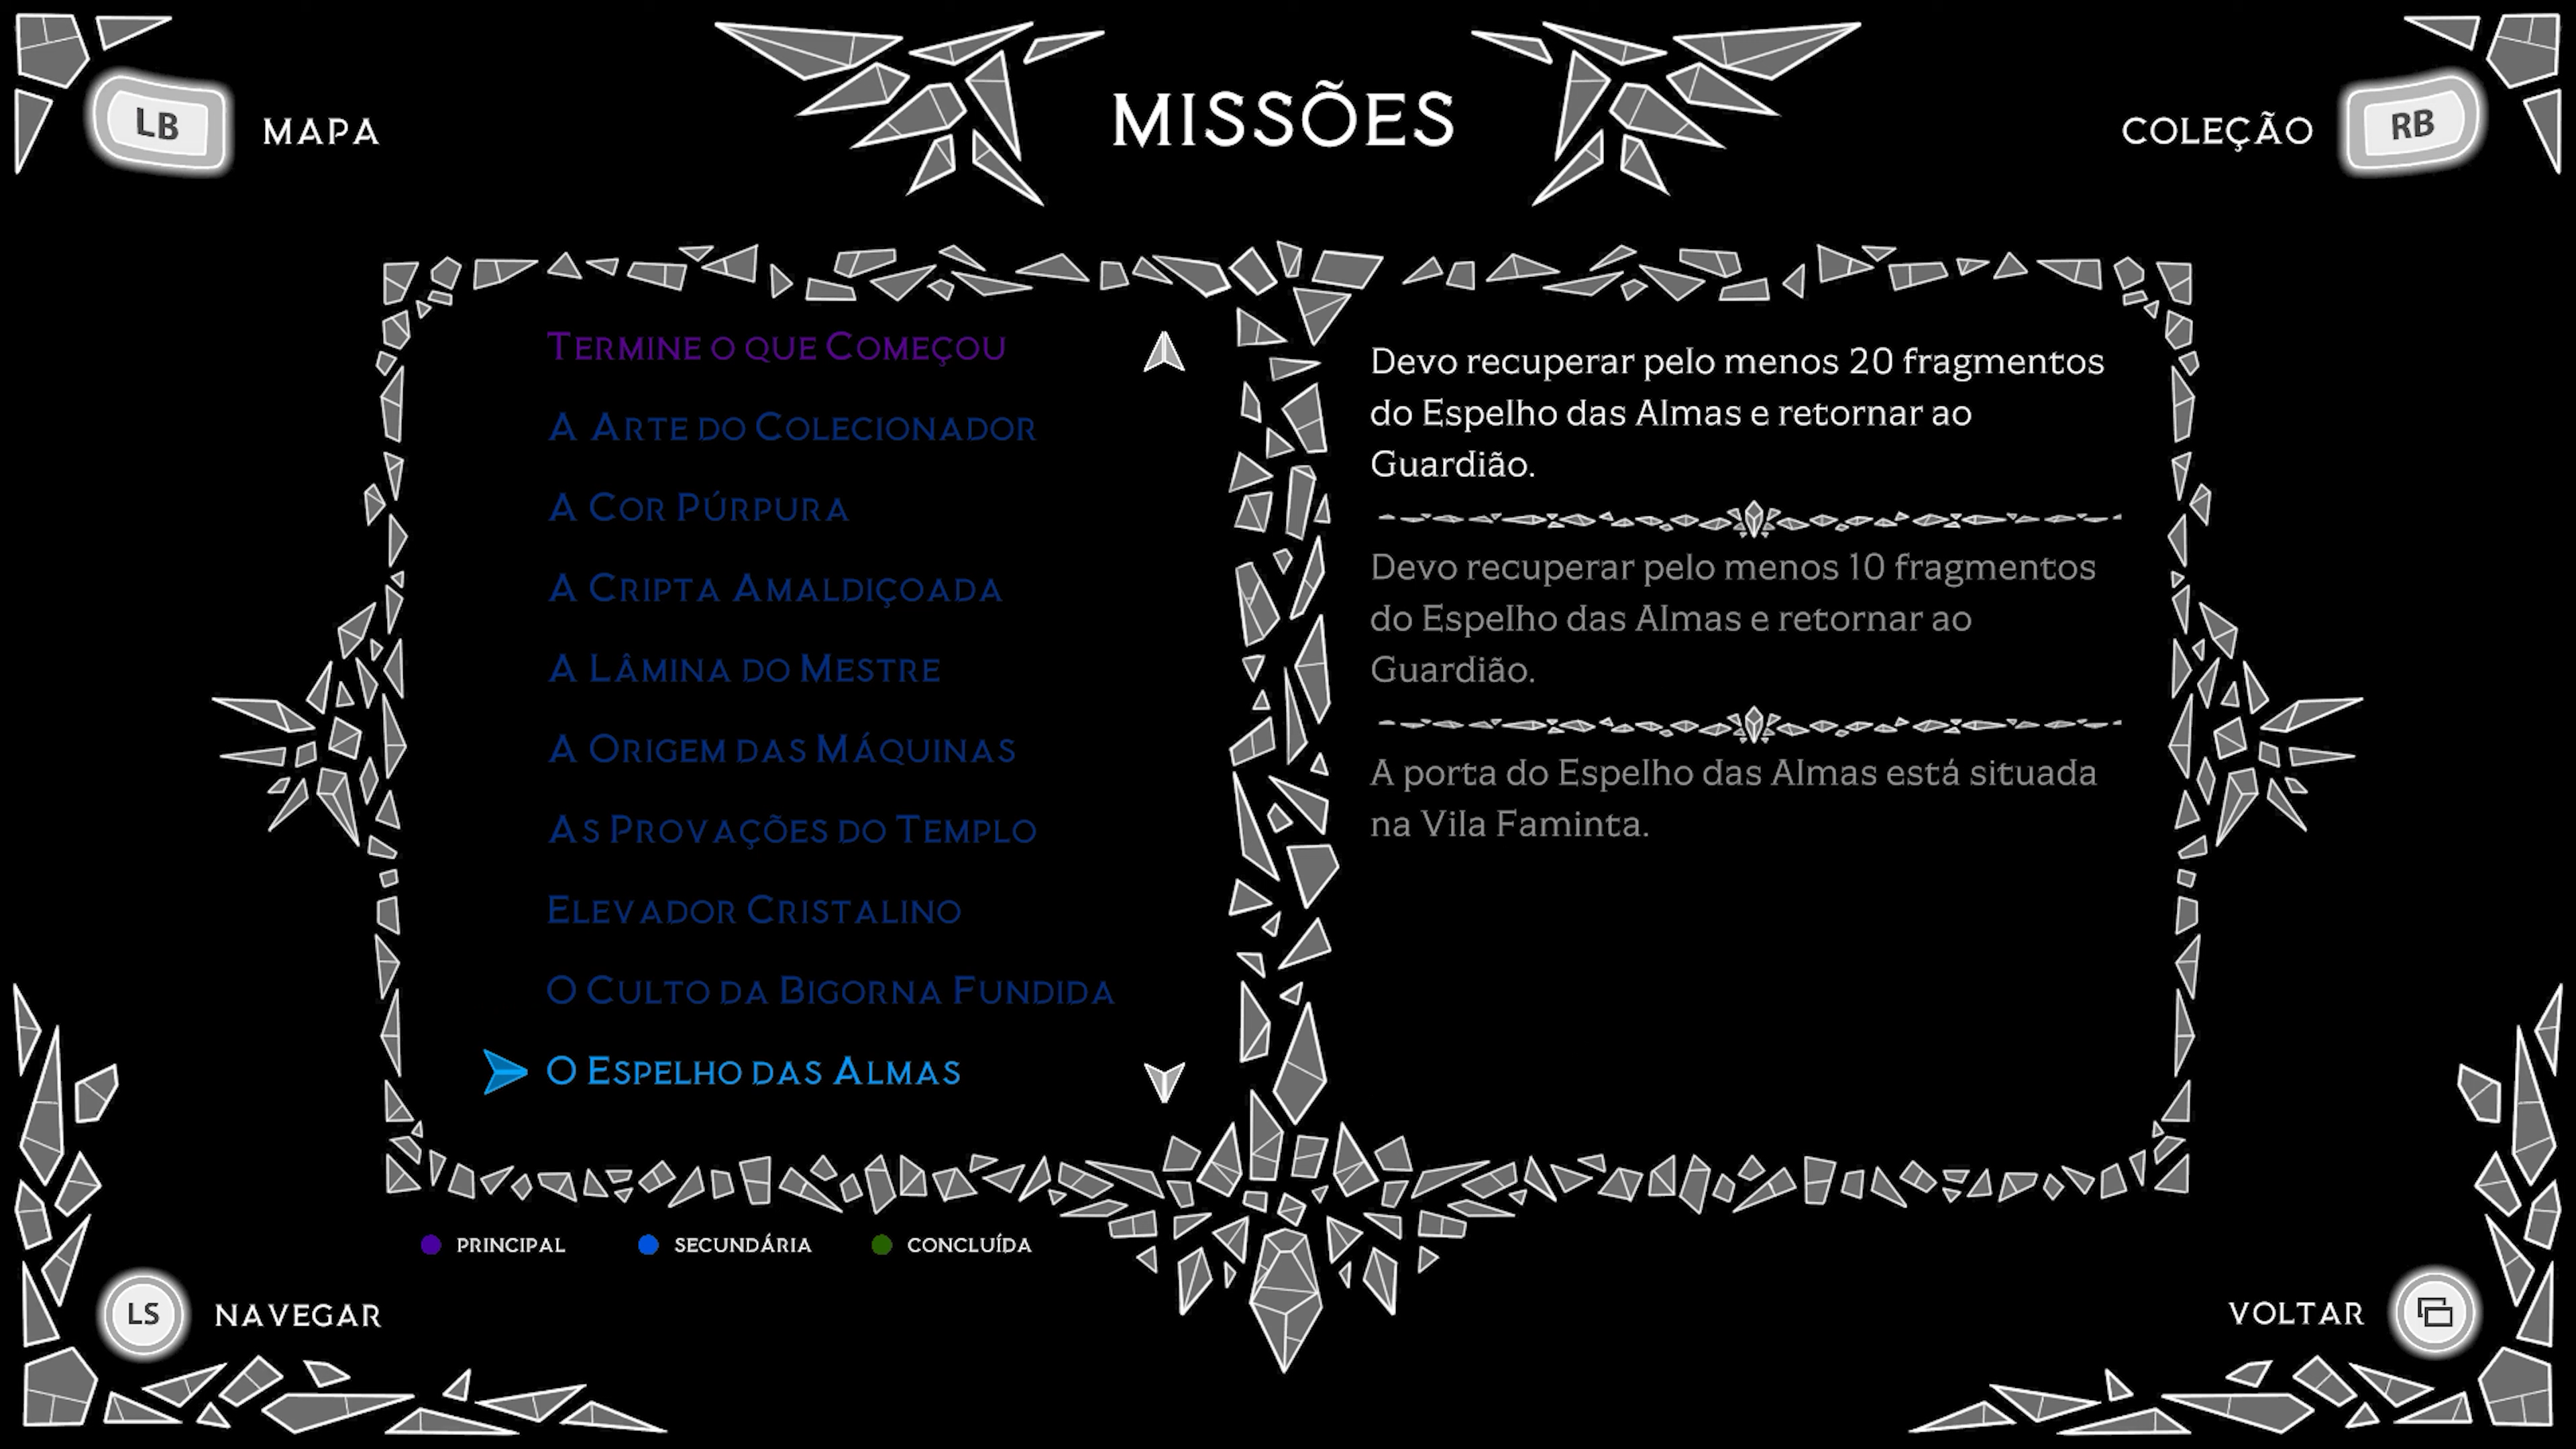 LB MAPA
MISSÕES
COLEÇÃO RB
TERMINE O QUE COMEÇOU
A ARTE DO COLECIONADOR
A COR PÚRPURA
A CRIPTA AMALDIÇOADA
A LÂMINA DO MESTRE
A ORIGEM DAS MÁQUINAS
AS PROVAÇÕES DO TEMPLO
ELEVADOR CRISTALINO
O CULTO DA BIGORNA FUNDIDA
O ESPELHO DAS ALMAS
Devo recuperar pelo menos 20 fragmentos
do Espelho das Almas e retornar ao
Guardião.
Devo recuperar pelo menos 10 fragmentos
do Espelho das Almas e retornar ao
Guardião.
A porta do Espelho das Almas está situada
na Vila Faminta.
PRINCIPAL SECUNDÁRIA CONCLUÍDA
LS NAVEGAR
VOLTAR